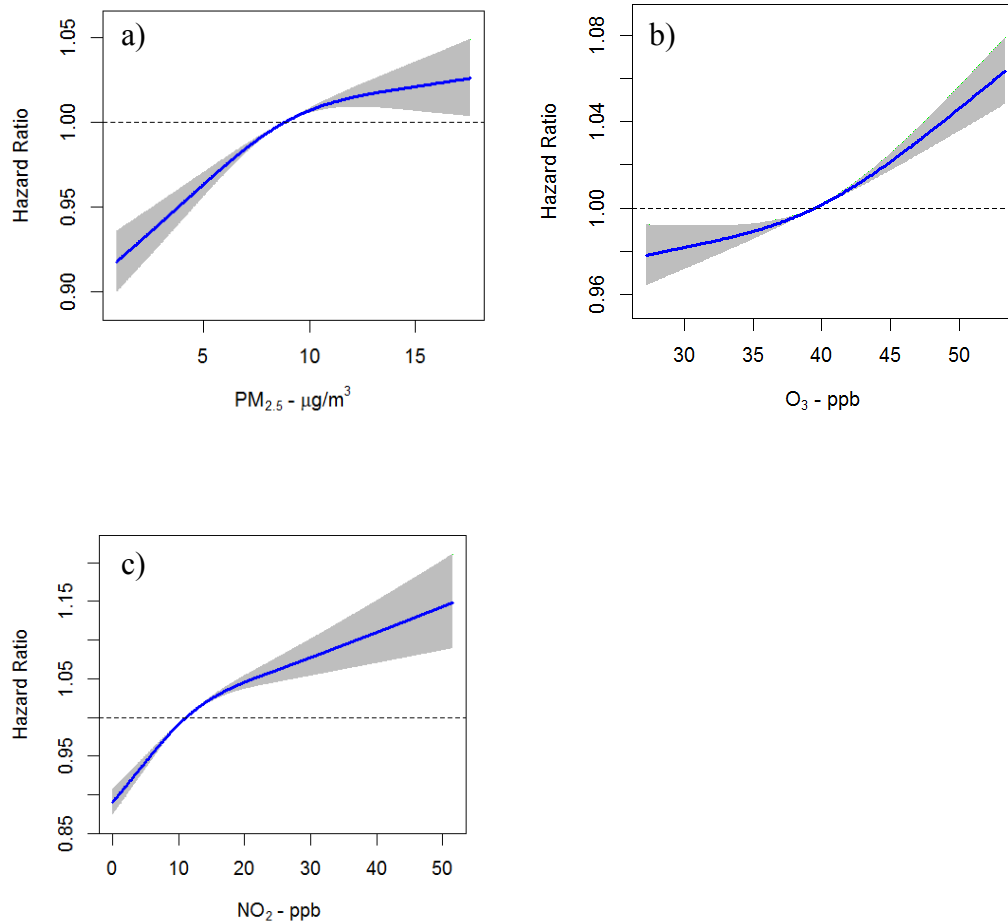 a)
Hazard Ratio
1.05
1.00
0.95
0.90
5 10 15
PM2.5 - μg/m3
b)
Hazard Ratio
1.08
1.04
1.00
0.96
30 35 40 45 50
O3 - ppb
c)
Hazard Ratio
1.15
1.05
0.95
0.85
0 10 20 30 40 50
NO2 - ppb